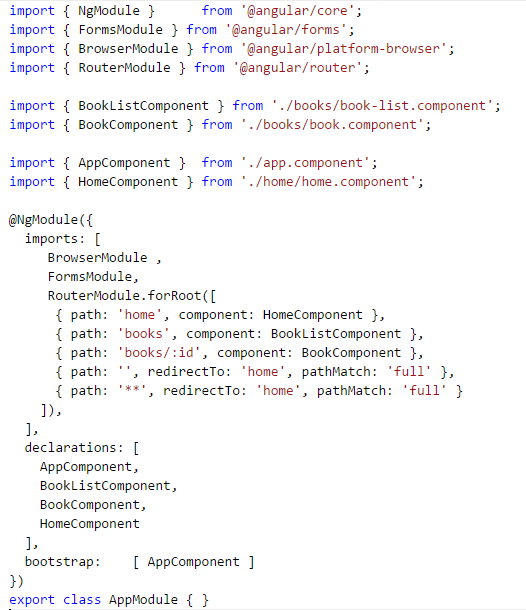 import { NgModule }      from '@angular/core';
import { FormsModule } from '@angular/forms';
import { BrowserModule } from '@angular/platform-browser';
import { RouterModule } from '@angular/router';

import { BookListComponent } from './books/book-list.component';
import { BookComponent } from './books/book.component';

import { AppComponent }  from './app.component';
import { HomeComponent } from './home/home.component';

@NgModule({
  imports: [
     BrowserModule ,
     FormsModule,
     RouterModule.forRoot([
      { path: 'home', component: HomeComponent },
      { path: 'books', component: BookListComponent },
      { path: 'books/:id', component: BookComponent },
      { path: '', redirectTo: 'home', pathMatch: 'full' },
      { path: '**', redirectTo: 'home', pathMatch: 'full' }
    ]),
  ],
  declarations: [
    AppComponent,
    BookListComponent,
    BookComponent,
    HomeComponent
  ],
  bootstrap:    [ AppComponent ]
})
export class AppModule { }